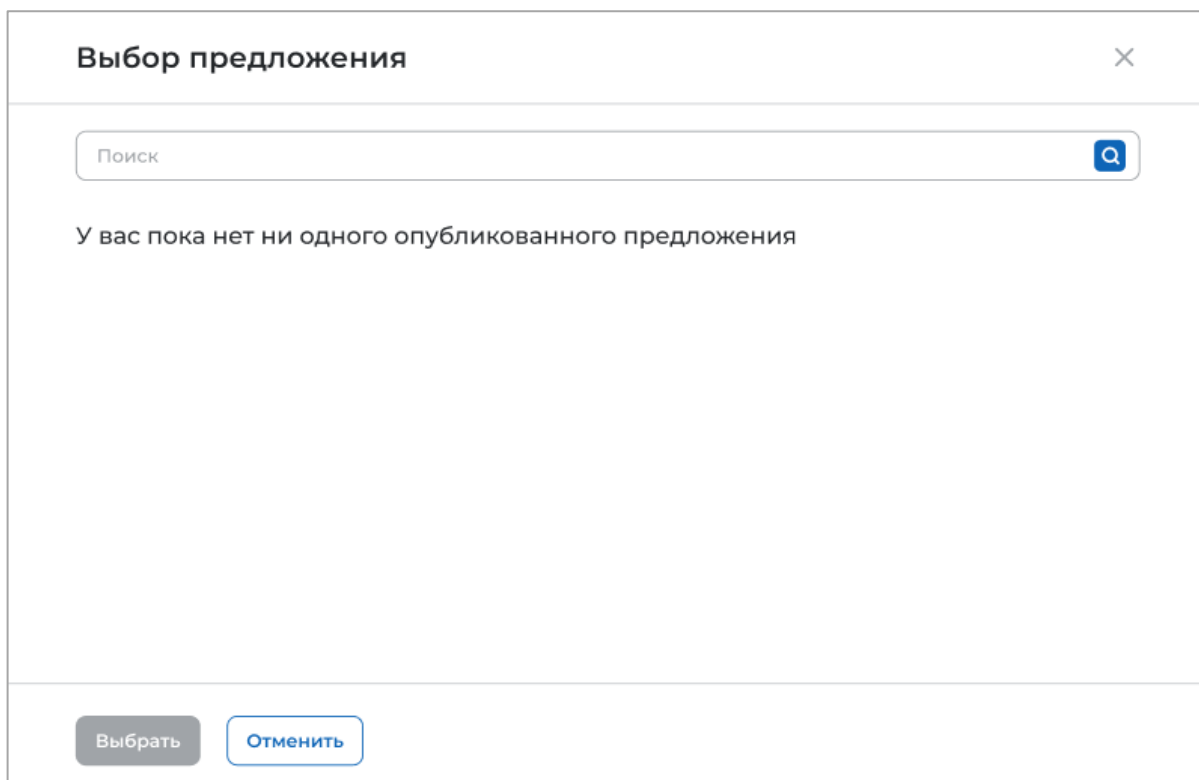 Выбор предложения
Поиск
У вас пока нет ни одного опубликованного предложения
Выбрать
Отменить